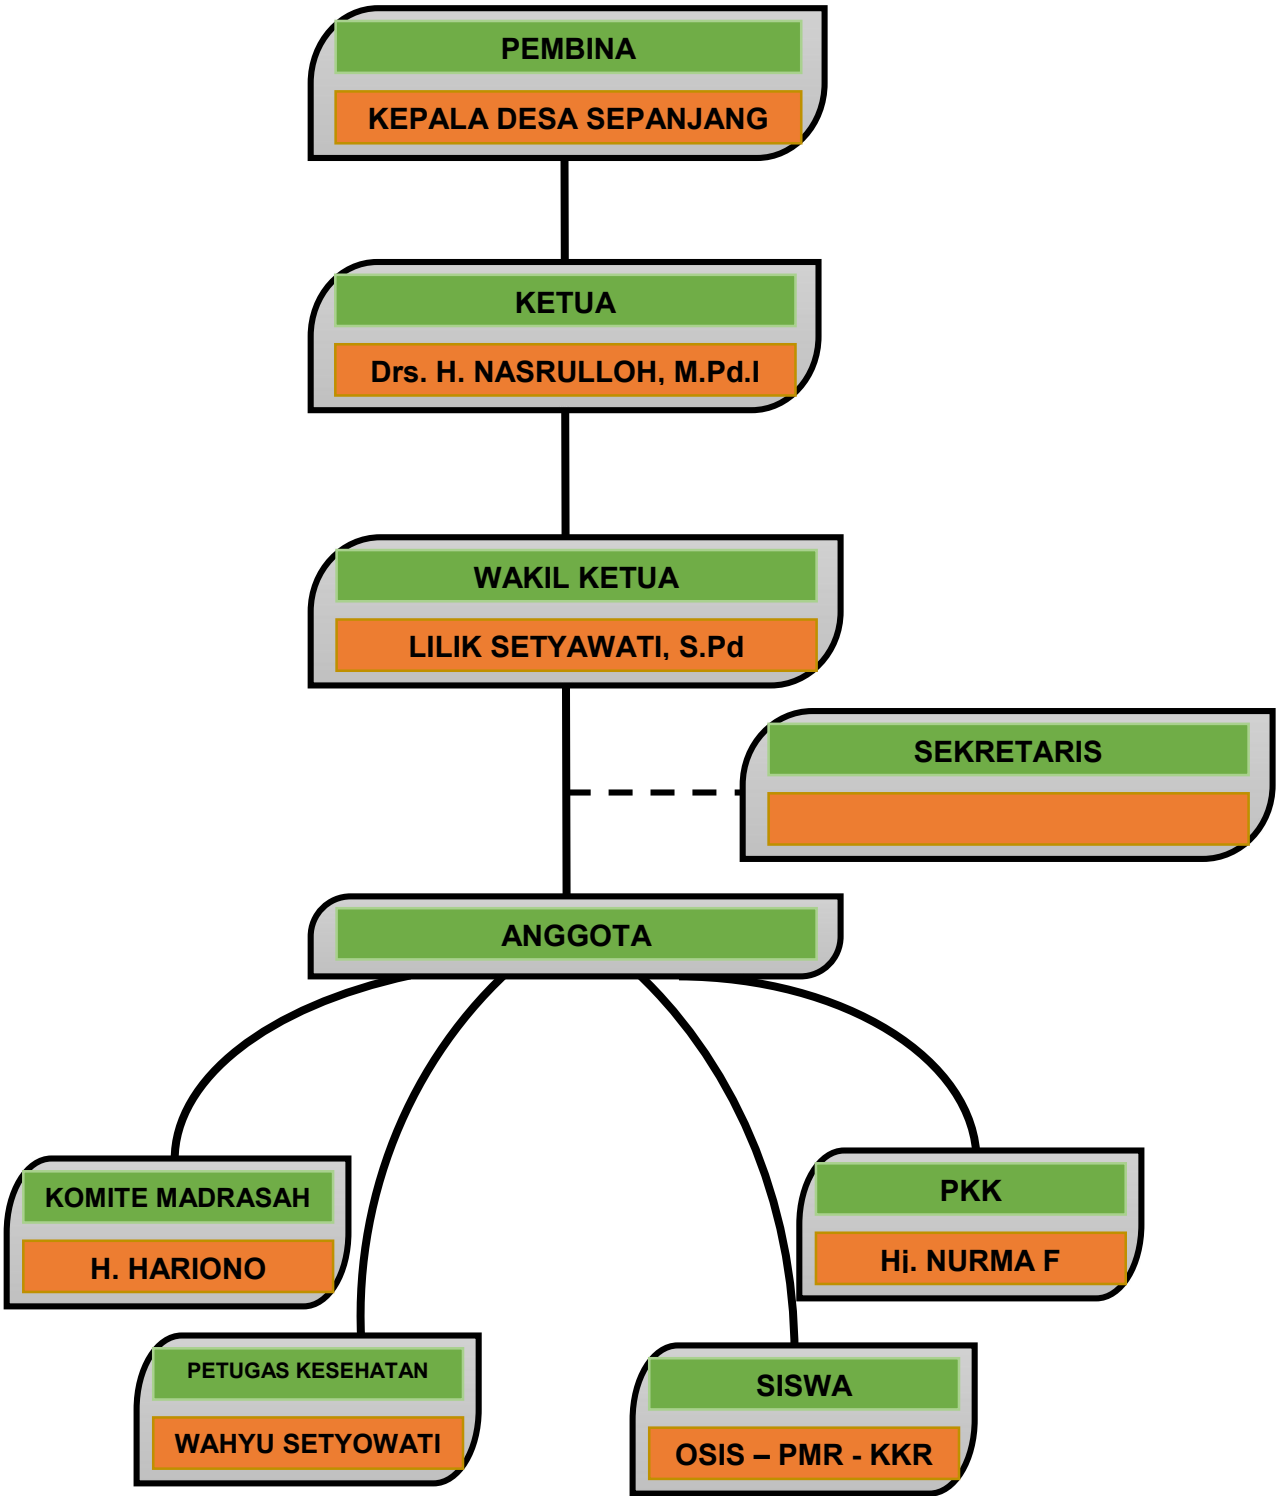 PEMBINA
KEPALA DESA SEPANJANG
KETUA
Drs. H. NASRULLOH, M.Pd.I
WAKIL KETUA
LILIK SETYAWATI, S.Pd
SEKRETARIS
ANGGOTA
KOMITE MADRASAH
H. HARIONO
PKK
Hj. NURMA F
PETUGAS KESEHATAN
WAHYU SETYOWATI
SISWA
OSIS – PMR - KKR